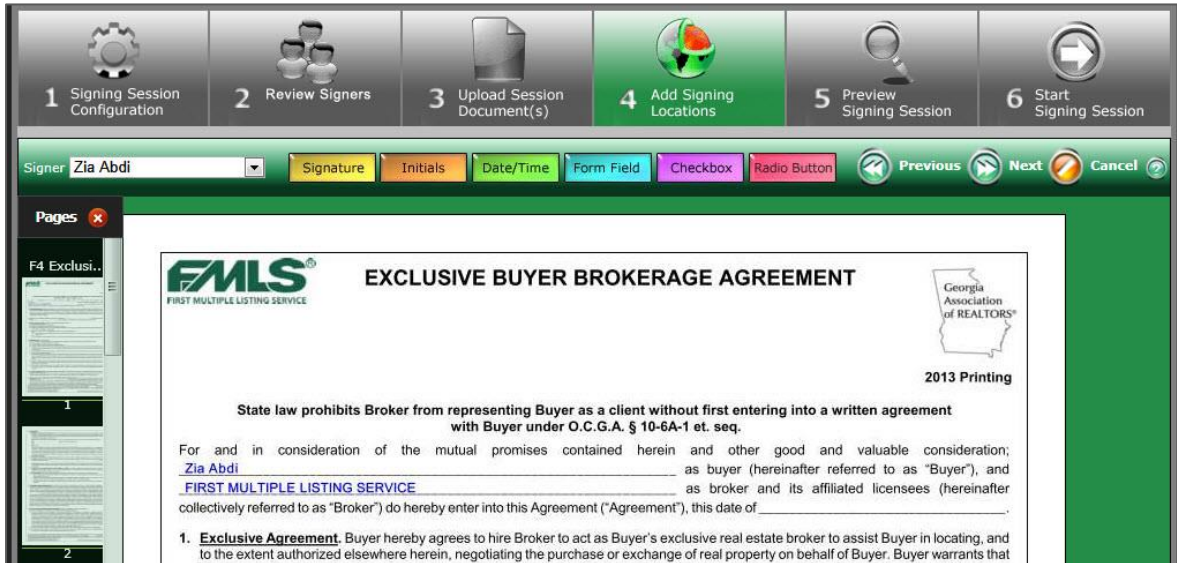 1 Signing Session Configuration
2 Review Signers
3 Upload Session Document(s)
4 Add Signing Locations
5 Preview Signing Session
6 Start Signing Session
Signer Zia Abdi Signature Initials Date/Time Form Field Checkbox Radio Button Previous Next Cancel ?
Pages
F4 Exclusi..
1
2
FMLS®
FIRST MULTIPLE LISTING SERVICE
EXCLUSIVE BUYER BROKERAGE AGREEMENT
Georgia
Association
of REALTORS®
2013 Printing
State law prohibits Broker from representing Buyer as a client without first entering into a written agreement
with Buyer under O.C.G.A. § 10-6A-1 et. seq.
For and in consideration of the mutual promises contained herein and other good and valuable consideration;
Zia Abdi as buyer (hereinafter referred to as “Buyer”), and
FIRST MULTIPLE LISTING SERVICE as broker and its affiliated licensees (hereinafter
collectively referred to as “Broker”) do hereby enter into this Agreement (“Agreement”), this date of .
1. Exclusive Agreement. Buyer hereby agrees to hire Broker to act as Buyer’s exclusive real estate broker to assist Buyer in locating, and
to the extent authorized elsewhere herein, negotiating the purchase or exchange of real property on behalf of Buyer. Buyer warrants that